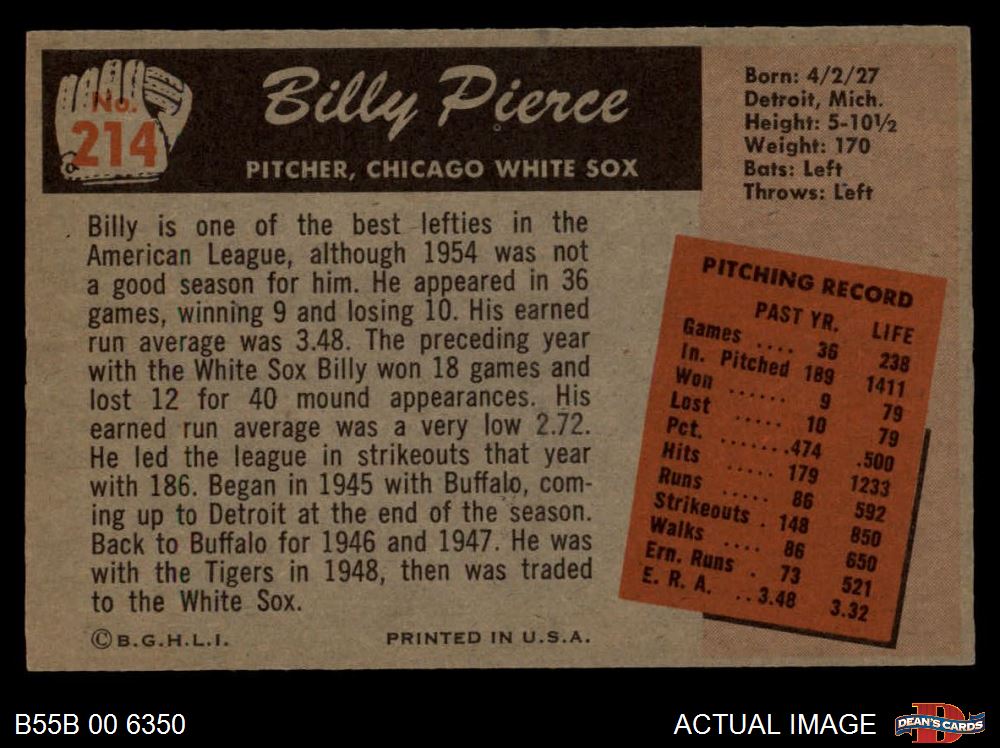 No.
214
Billy Pierce
PITCHER, CHICAGO WHITE SOX
Born: 4/2/27
Detroit, Mich.
Height: 5-10½
Weight: 170
Bats: Left
Throws: Left
Billy is one of the best lefties in the
American League, although 1954 was not
a good season for him. He appeared in 36
games, winning 9 and losing 10. His earned
run average was 3.48. The preceding year
with the White Sox Billy won 18 games and
lost 12 for 40 mound appearances. His
earned run average was a very low 2.72.
He led the league in strikeouts that year
with 186. Began in 1945 with Buffalo, com-
ing up to Detroit at the end of the season.
Back to Buffalo for 1946 and 1947. He was
with the Tigers in 1948, then was traded
to the White Sox.
©B.G.H.L.I. PRINTED IN U.S.A.
PITCHING RECORD
PAST YR. LIFE
Games .... 36 238
In. Pitched 189 1411
Won ...... 9 79
Lost ..... 10 79
Pct. .......474 .500
Hits ..... 179 1233
Runs ..... 86 592
Strikeouts . 148 850
Walks .... 86 650
Ern. Runs . 73 521
E. R. A. ..3.48 3.32
B55B 00 6350
ACTUAL IMAGE
D
DEAN'S CARDS